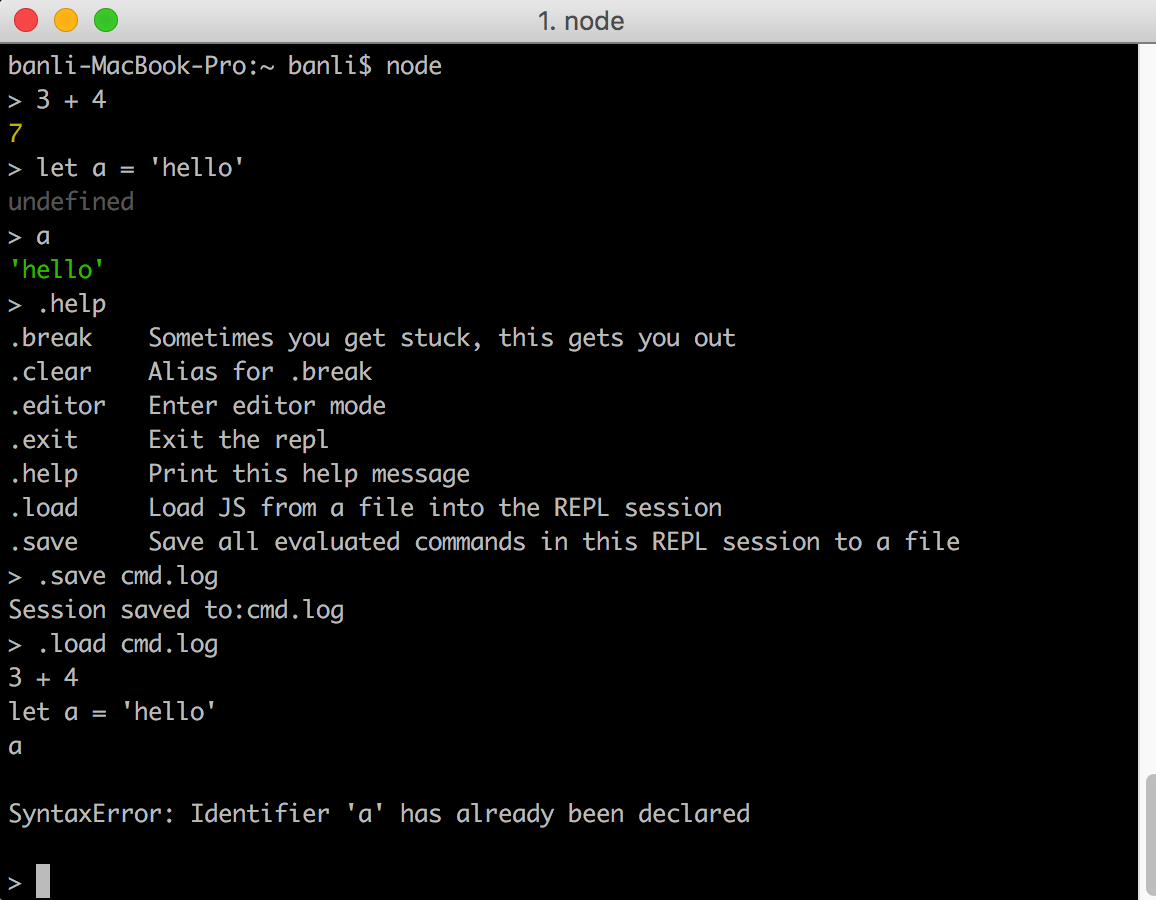 1. node
banli-MacBook-Pro:~ banli$ node
> 3 + 4
7
> let a = 'hello'
undefined
> a
'hello'
> .help
.break    Sometimes you get stuck, this gets you out
.clear    Alias for .break
.editor   Enter editor mode
.exit     Exit the repl
.help     Print this help message
.load     Load JS from a file into the REPL session
.save     Save all evaluated commands in this REPL session to a file
> .save cmd.log
Session saved to:cmd.log
> .load cmd.log
3 + 4
let a = 'hello'
a
SyntaxError: Identifier 'a' has already been declared
>